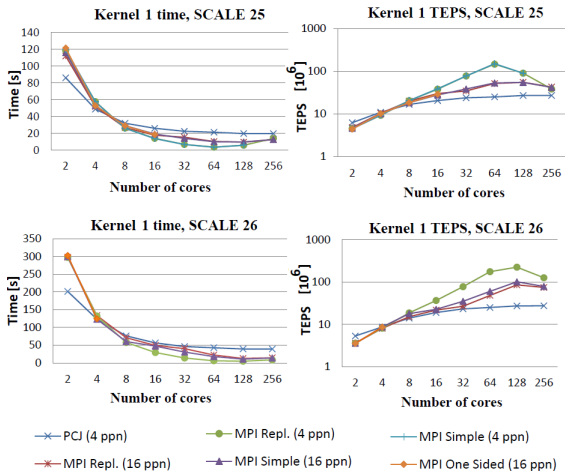 Kernel 1 time, SCALE 25
Time [s]
140
120
100
80
60
40
20
0
2 4 8 16 32 64 128 256
Number of cores
Kernel 1 TEPS, SCALE 25
TEPS [10⁶]
1000
100
10
1
2 4 8 16 32 64 128 256
Number of cores
Kernel 1 time, SCALE 26
Time [s]
350
300
250
200
150
100
50
0
2 4 8 16 32 64 128 256
Number of cores
Kernel 1 TEPS, SCALE 26
TEPS [10⁶]
1000
100
10
1
2 4 8 16 32 64 128 256
Number of cores
PCJ (4 ppn)
MPI Repl. (4 ppn)
MPI Simple (4 ppn)
MPI Repl. (16 ppn)
MPI Simple (16 ppn)
MPI One Sided (16 ppn)